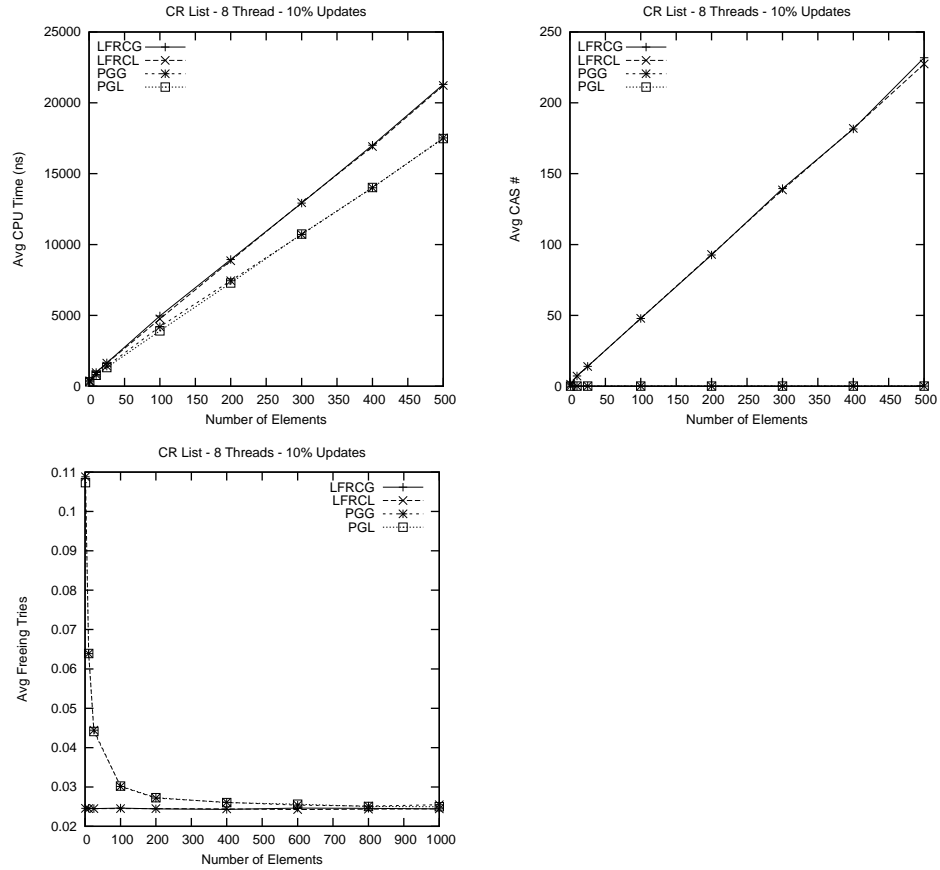 CR List - 8 Thread - 10% Updates
LFRCG
LFRCL
PGG
PGL
25000
20000
15000
10000
5000
0
Avg CPU Time (ns)
0 50 100 150 200 250 300 350 400 450 500
Number of Elements
CR List - 8 Threads - 10% Updates
LFRCG
LFRCL
PGG
PGL
250
200
150
100
50
0
Avg CAS #
0 50 100 150 200 250 300 350 400 450 500
Number of Elements
CR List - 8 Threads - 10% Updates
LFRCG
LFRCL
PGG
PGL
0.11
0.1
0.09
0.08
0.07
0.06
0.05
0.04
0.03
0.02
Avg Freeing Tries
0 100 200 300 400 500 600 700 800 900 1000
Number of Elements